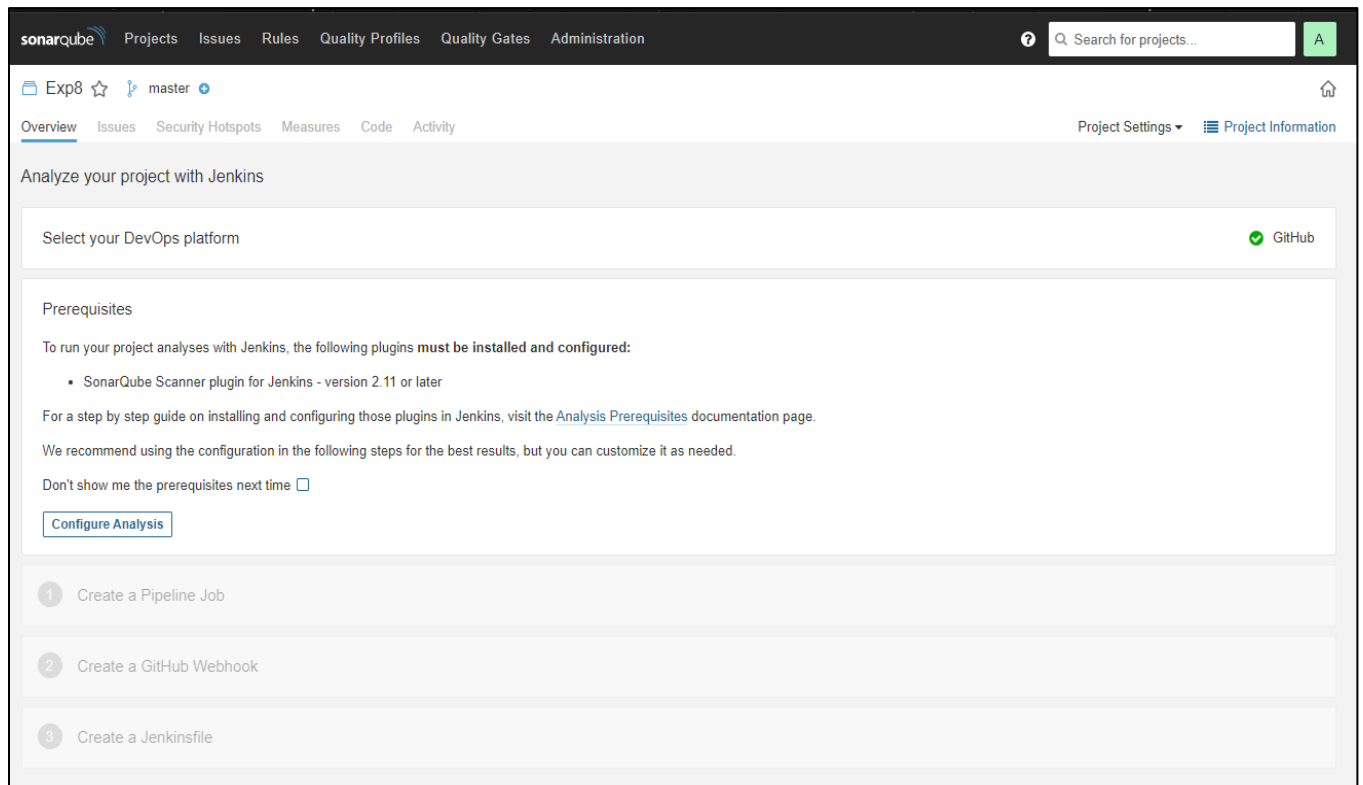 sonarqube Projects Issues Rules Quality Profiles Quality Gates Administration ? Search for projects... A
Exp8 master
Overview Issues Security Hotspots Measures Code Activity Project Settings Project Information
Analyze your project with Jenkins
Select your DevOps platform GitHub
Prerequisites
To run your project analyses with Jenkins, the following plugins must be installed and configured:
• SonarQube Scanner plugin for Jenkins - version 2.11 or later
For a step by step guide on installing and configuring those plugins in Jenkins, visit the Analysis Prerequisites documentation page.
We recommend using the configuration in the following steps for the best results, but you can customize it as needed.
Don't show me the prerequisites next time
Configure Analysis
1 Create a Pipeline Job
2 Create a GitHub Webhook
3 Create a Jenkinsfile